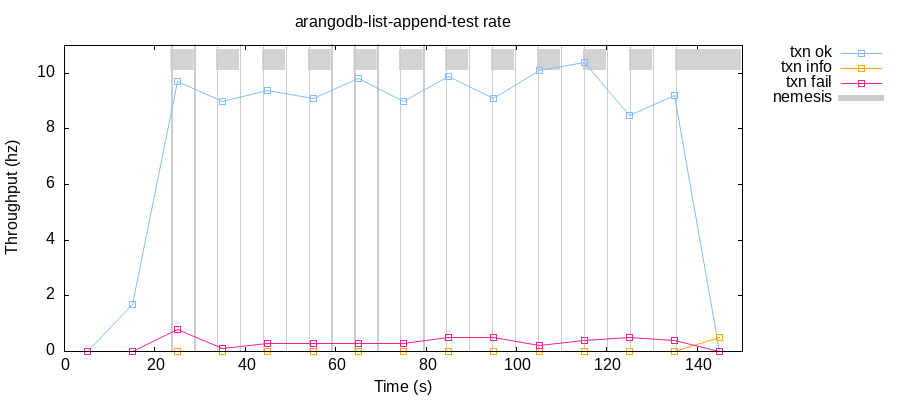 arangodb-list-append-test rate
txn ok
txn info
txn fail
nemesis
Throughput (hz)
10
8
6
4
2
0
0 20 40 60 80 100 120 140
Time (s)